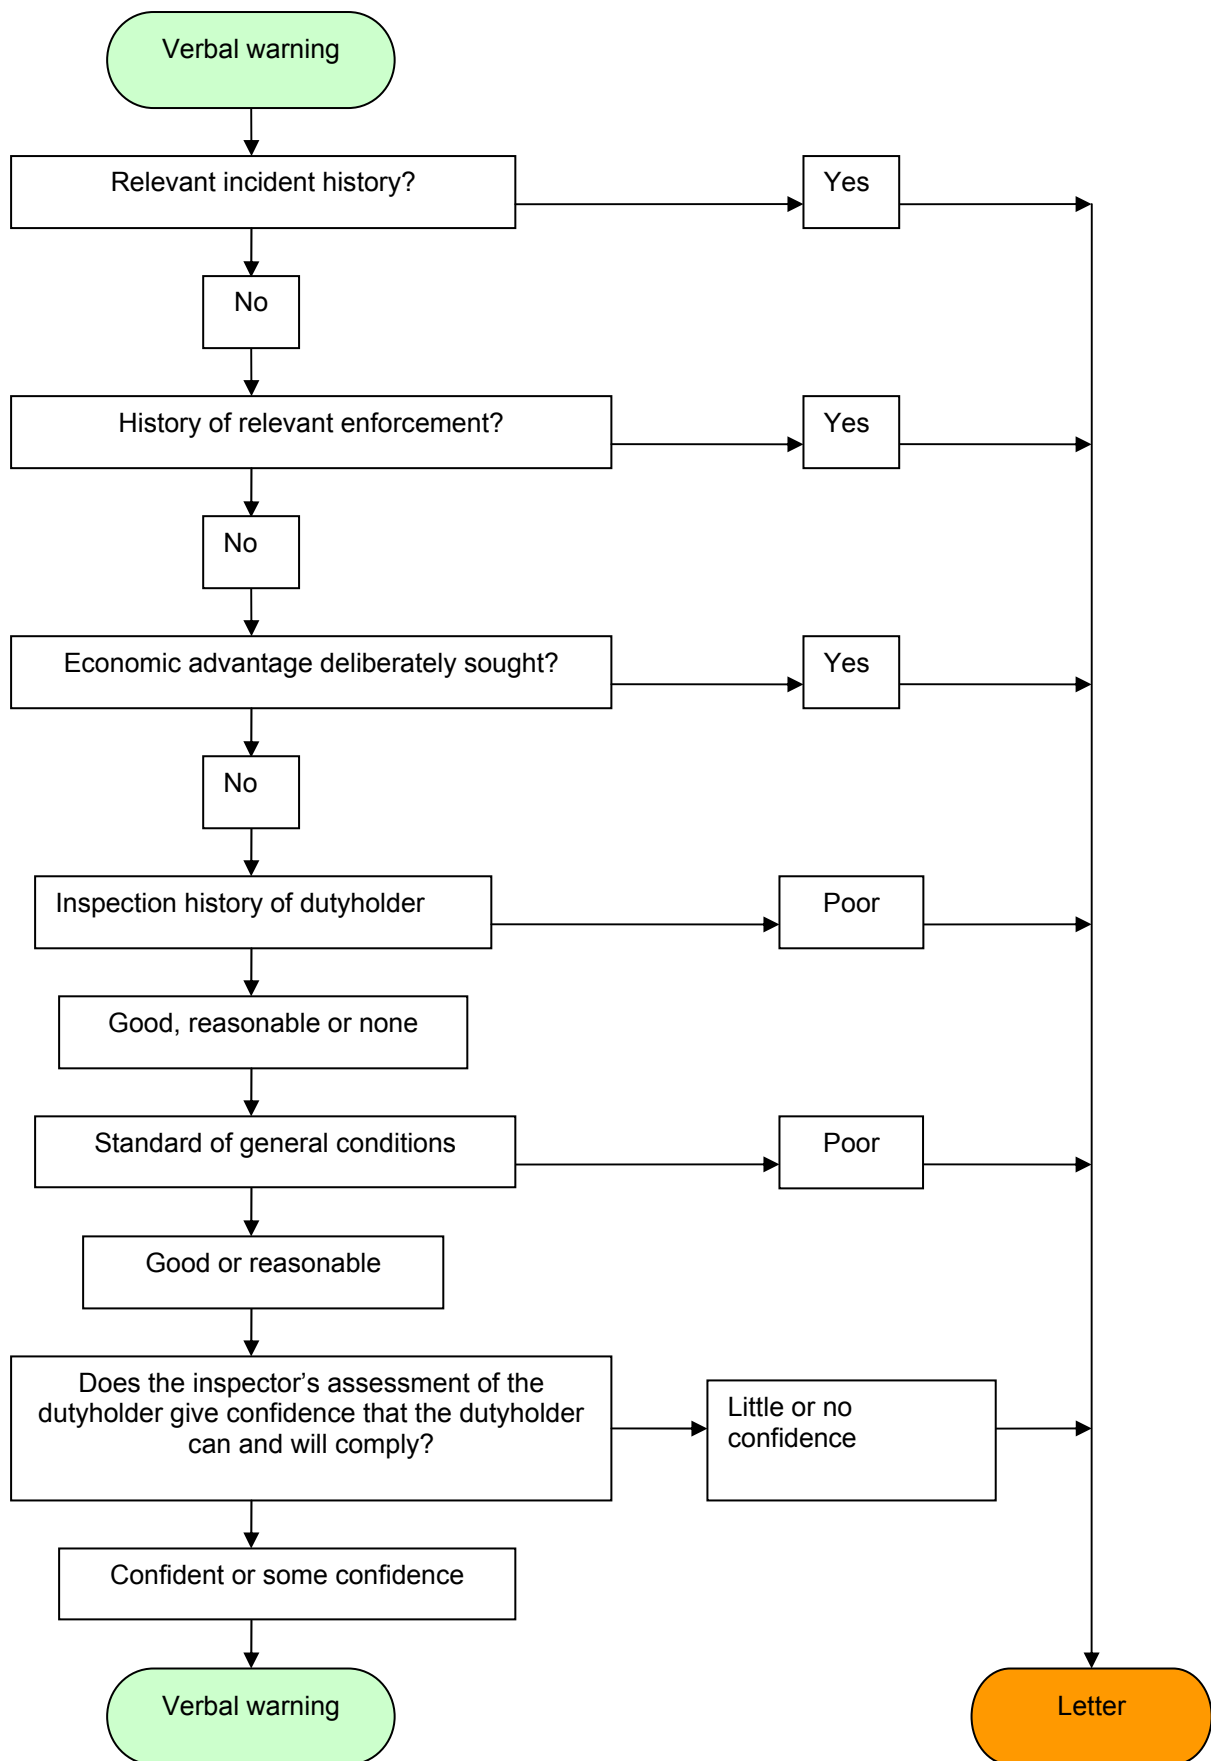 Verbal warning
Relevant incident history?
Yes
No
History of relevant enforcement?
Yes
No
Economic advantage deliberately sought?
Yes
No
Inspection history of dutyholder
Poor
Good, reasonable or none
Standard of general conditions
Poor
Good or reasonable
Does the inspector’s assessment of the
dutyholder give confidence that the dutyholder
can and will comply?
Little or no
confidence
Confident or some confidence
Verbal warning
Letter